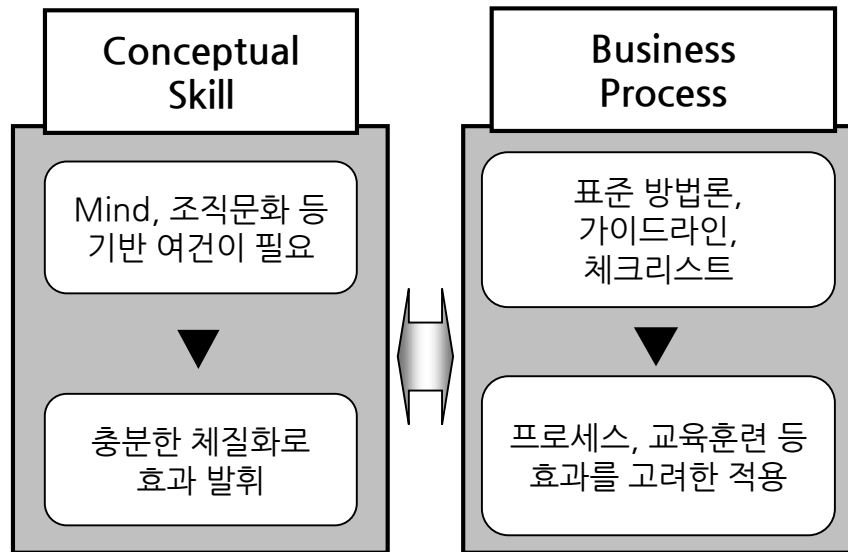 Conceptual
Skill
Mind, 조직문화 등
기반 여건이 필요
충분한 체질화로
효과 발휘
Business
Process
표준 방법론,
가이드라인,
체크리스트
프로세스, 교육훈련 등
효과를 고려한 적용